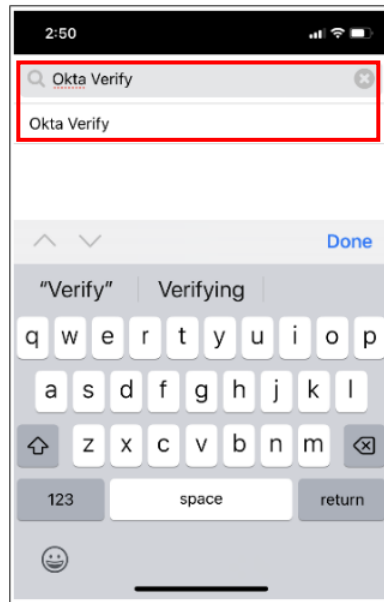 2:50
Okta Verify
Okta Verify
Done
“Verify” Verifying
q w e r t y u i o p
a s d f g h j k l
z x c v b n m
123 space return